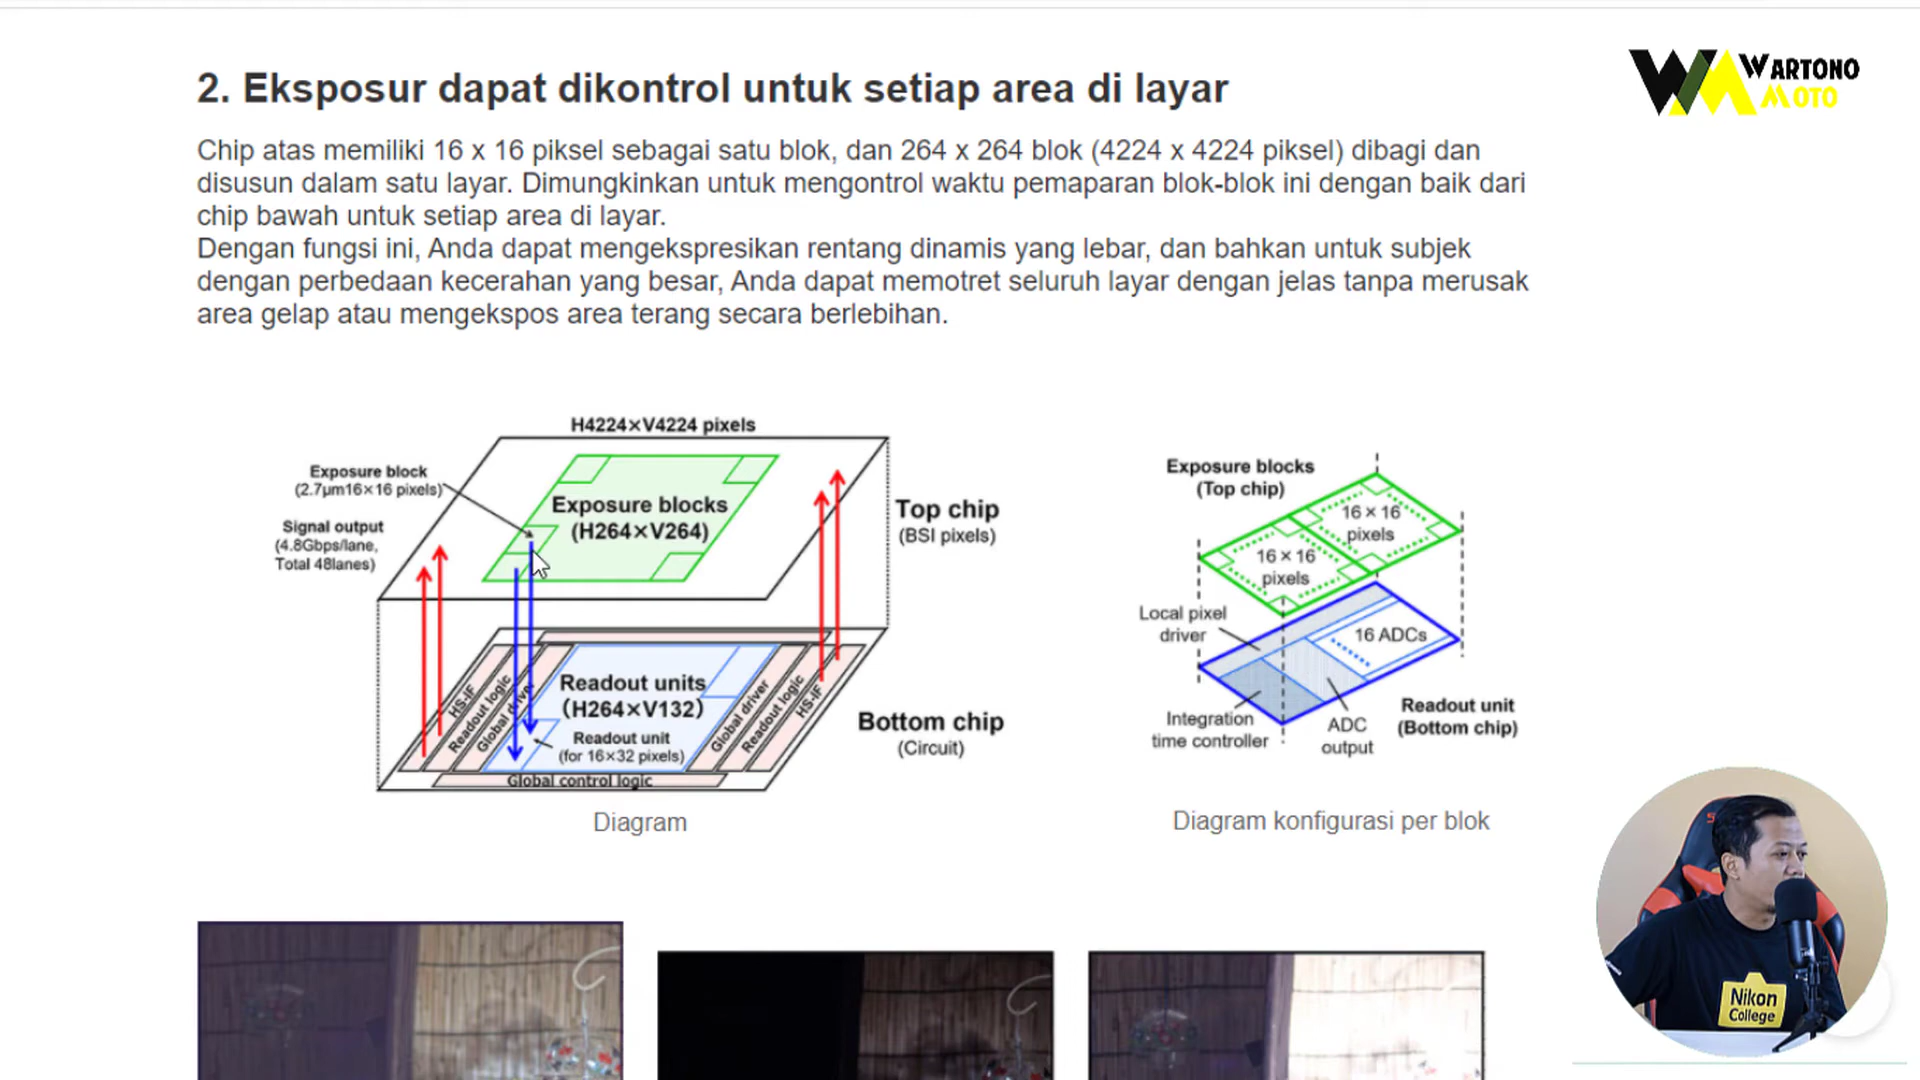 WARTONO
MOTO
2. Eksposur dapat dikontrol untuk setiap area di layar
Chip atas memiliki 16 x 16 piksel sebagai satu blok, dan 264 x 264 blok (4224 x 4224 piksel) dibagi dan
disusun dalam satu layar. Dimungkinkan untuk mengontrol waktu pemaparan blok-blok ini dengan baik dari
chip bawah untuk setiap area di layar.
Dengan fungsi ini, Anda dapat mengekspresikan rentang dinamis yang lebar, dan bahkan untuk subjek
dengan perbedaan kecerahan yang besar, Anda dapat memotret seluruh layar dengan jelas tanpa merusak
area gelap atau mengekspos area terang secara berlebihan.
H4224×V4224 pixels
Exposure block
(2.7μm16×16 pixels)
Signal output
(4.8Gbps/lane,
Total 48lanes)
Exposure blocks
(H264×V264)
Top chip
(BSI pixels)
HS-IF
Readout logic
Global driver
Readout units
(H264×V132)
Readout unit
(for 16×32 pixels)
Global driver
Readout logic
HS-IF
Global control logic
Bottom chip
(Circuit)
Diagram
Exposure blocks
(Top chip)
16 × 16
pixels
16 × 16
pixels
Local pixel
driver
16 ADCs
Integration
time controller
ADC
output
Readout unit
(Bottom chip)
Diagram konfigurasi per blok
Nikon
College